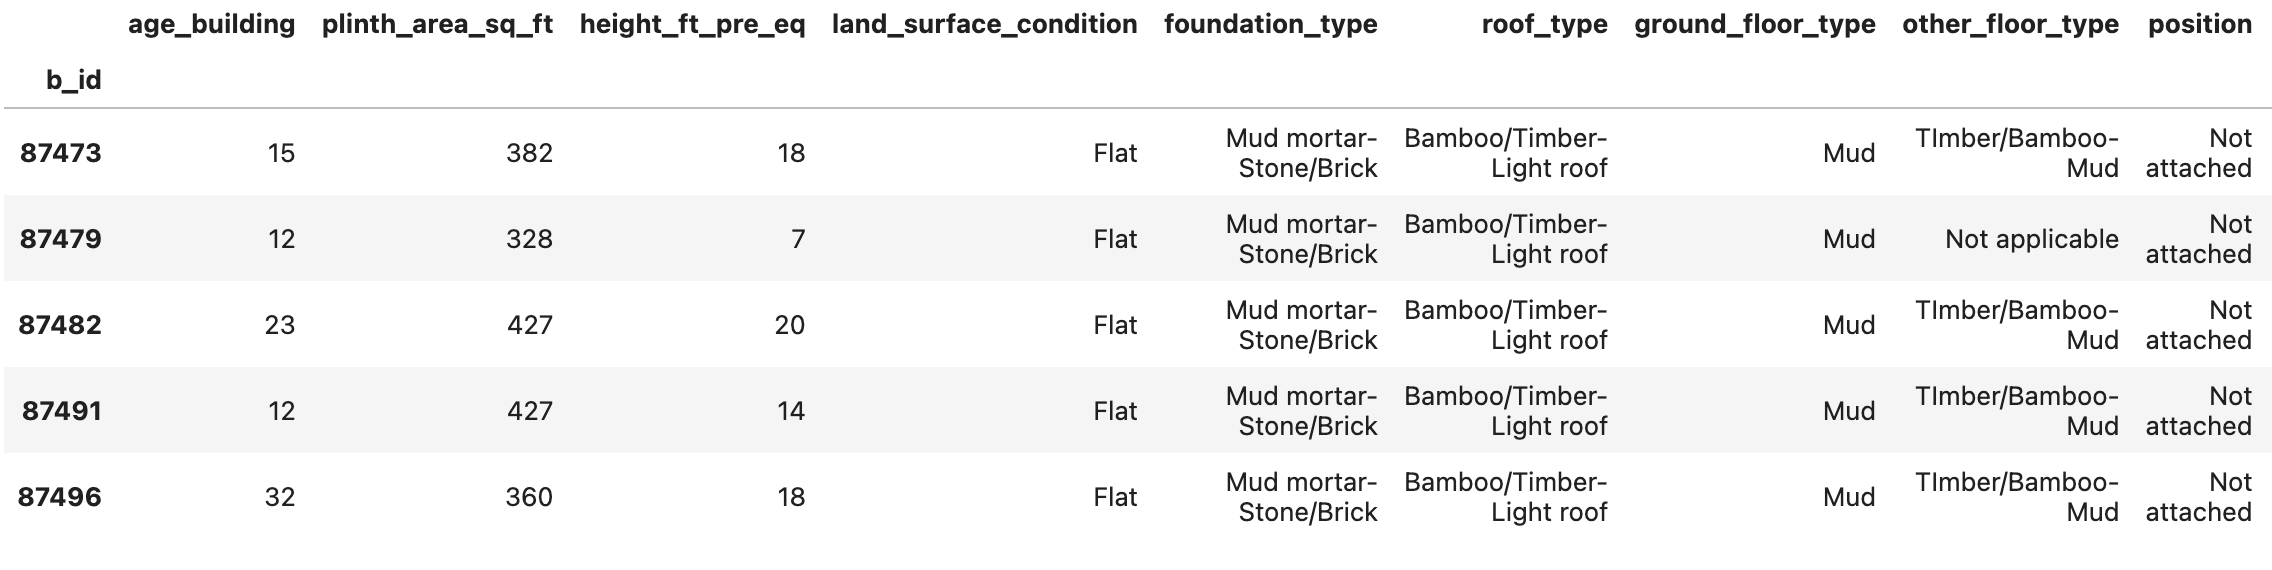 age_building plinth_area_sq_ft height_ft_pre_eq land_surface_condition foundation_type roof_type ground_floor_type other_floor_type position
b_id
87473 15 382 18 Flat Mud mortar-Stone/Brick Bamboo/Timber-Light roof Mud TImber/Bamboo-Mud Not attached
87479 12 328 7 Flat Mud mortar-Stone/Brick Bamboo/Timber-Light roof Mud Not applicable Not attached
87482 23 427 20 Flat Mud mortar-Stone/Brick Bamboo/Timber-Light roof Mud TImber/Bamboo-Mud Not attached
87491 12 427 14 Flat Mud mortar-Stone/Brick Bamboo/Timber-Light roof Mud TImber/Bamboo-Mud Not attached
87496 32 360 18 Flat Mud mortar-Stone/Brick Bamboo/Timber-Light roof Mud TImber/Bamboo-Mud Not attached